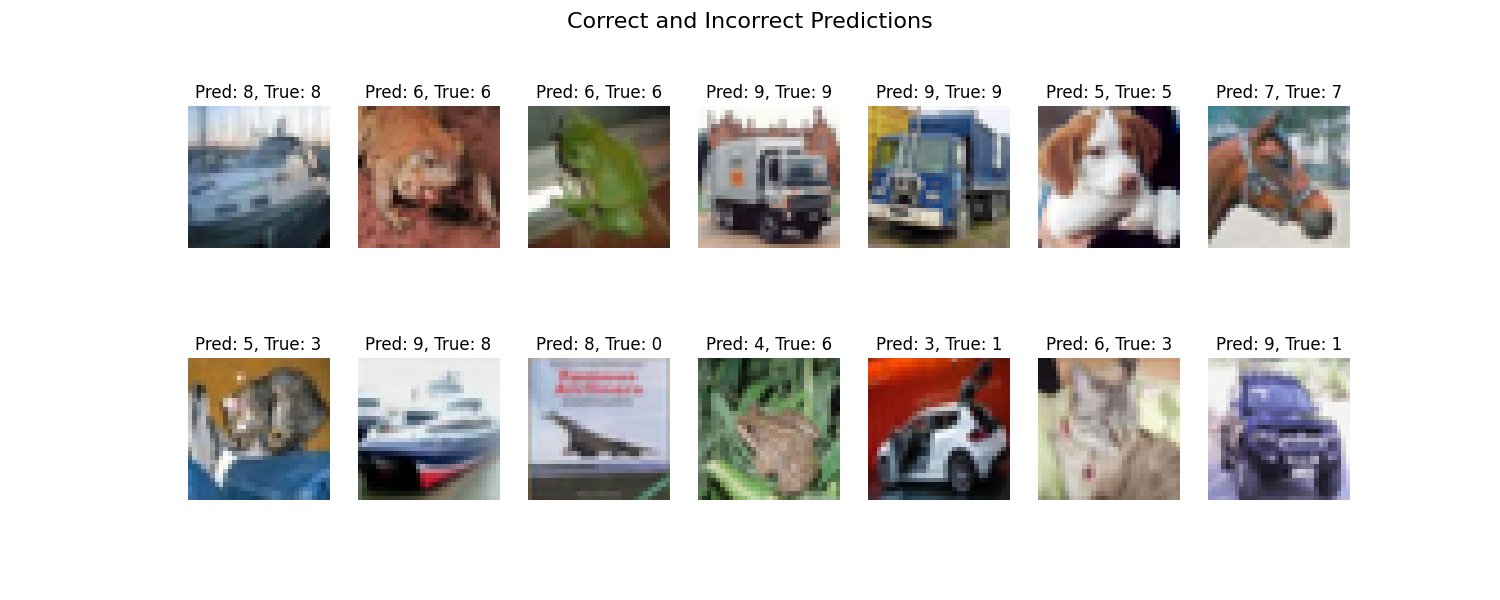 Correct and Incorrect Predictions
Pred: 8, True: 8
Pred: 6, True: 6
Pred: 6, True: 6
Pred: 9, True: 9
Pred: 9, True: 9
Pred: 5, True: 5
Pred: 7, True: 7
Pred: 5, True: 3
Pred: 9, True: 8
Pred: 8, True: 0
Pred: 4, True: 6
Pred: 3, True: 1
Pred: 6, True: 3
Pred: 9, True: 1